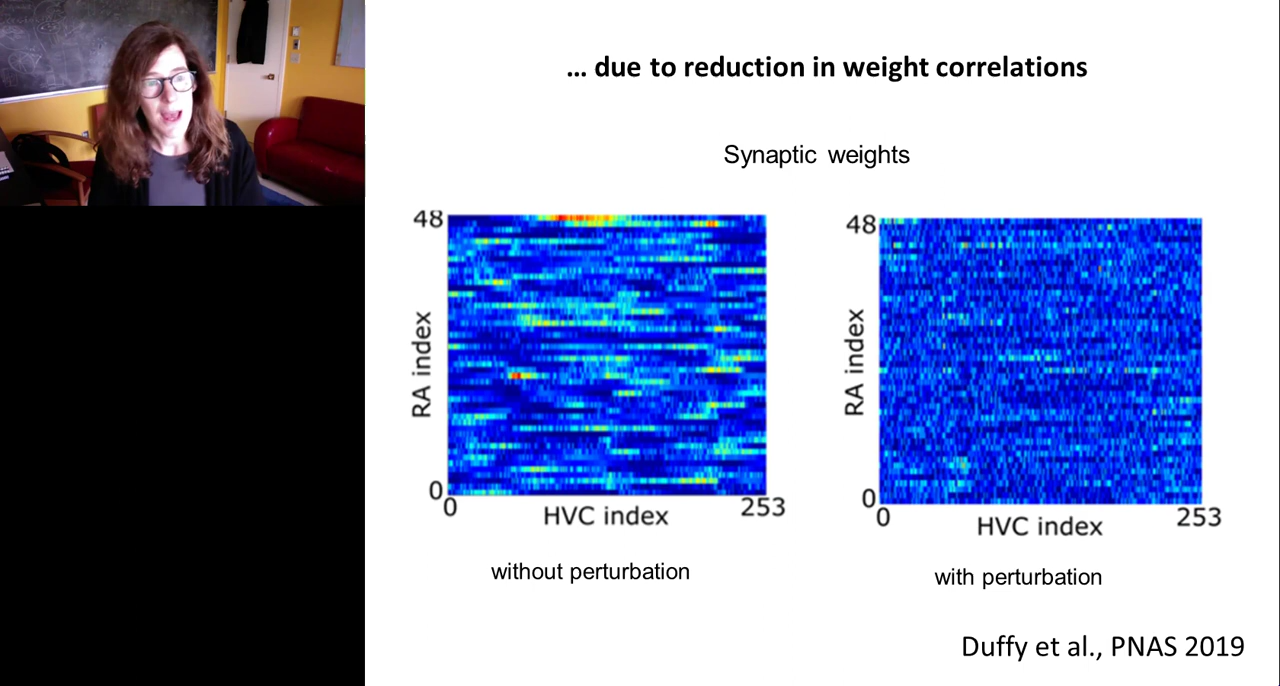 ... due to reduction in weight correlations
Synaptic weights
48
RA index
0
0
HVC index
253
without perturbation
48
RA index
0
0
HVC index
253
with perturbation
Duffy et al., PNAS 2019